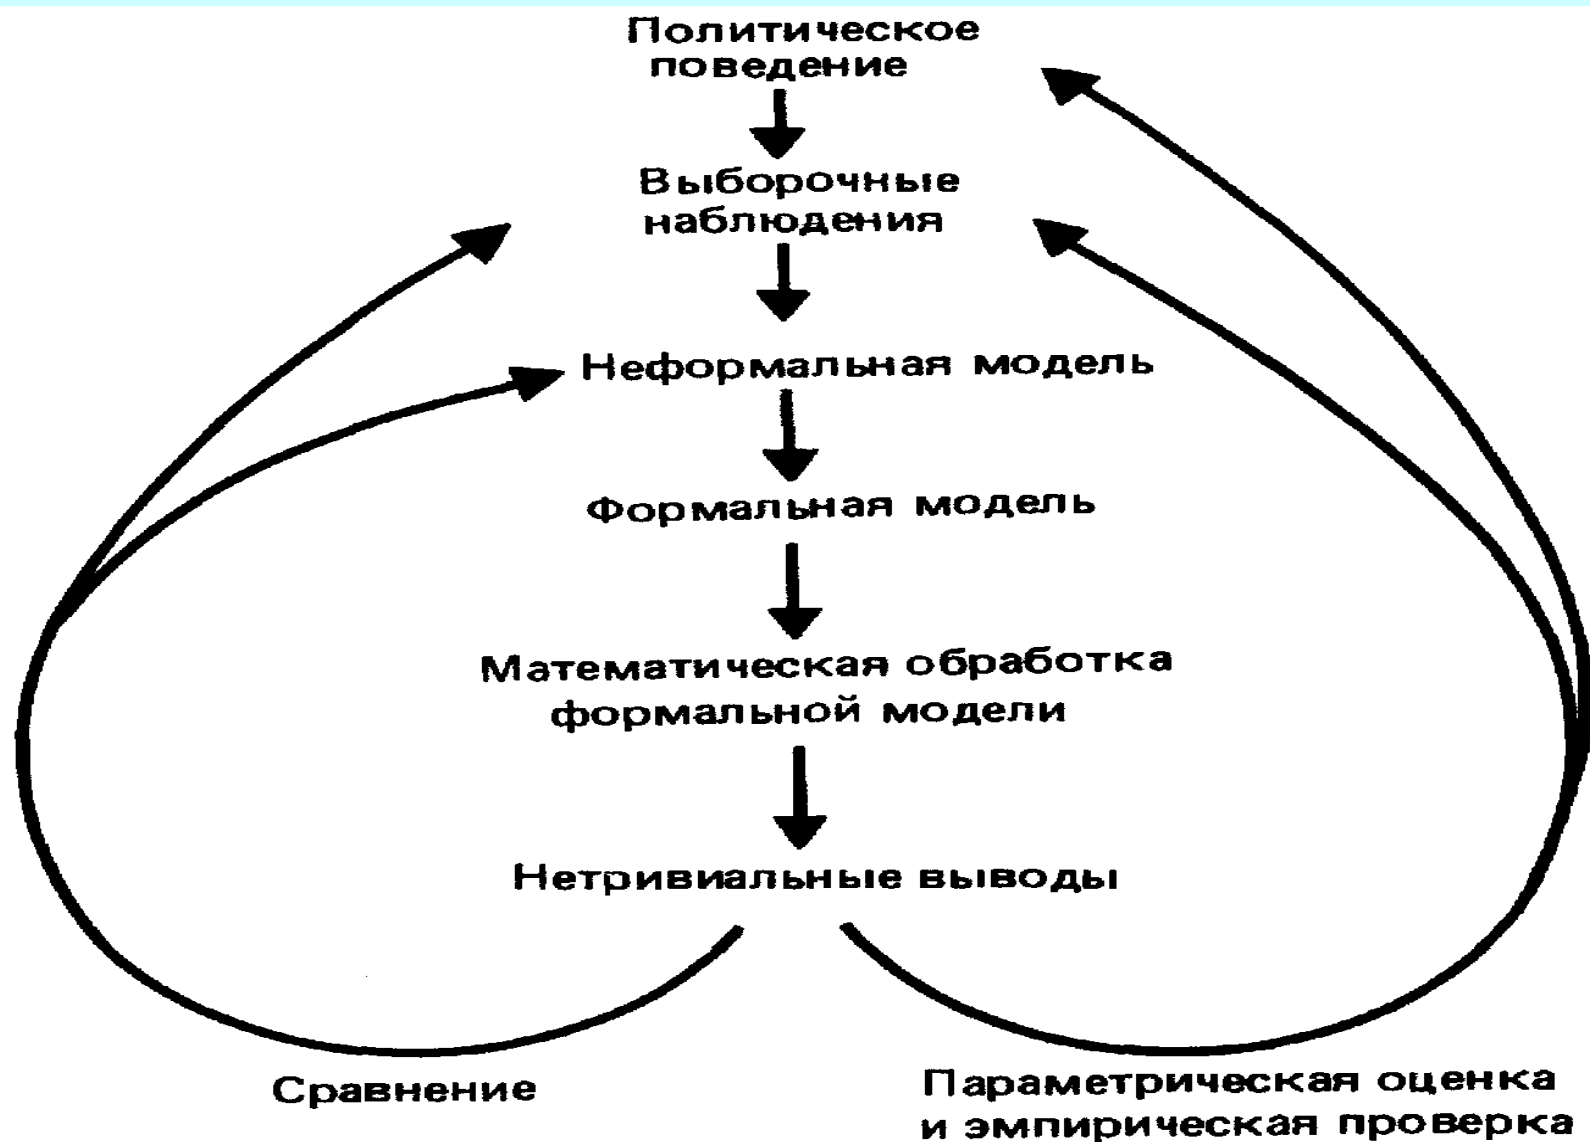 Политическое
поведение
Выборочные
наблюдения
Неформальная модель
Формальная модель
Математическая обработка
формальной модели
Нетривиальные выводы
Сравнение
Параметрическая оценка
и эмпирическая проверка